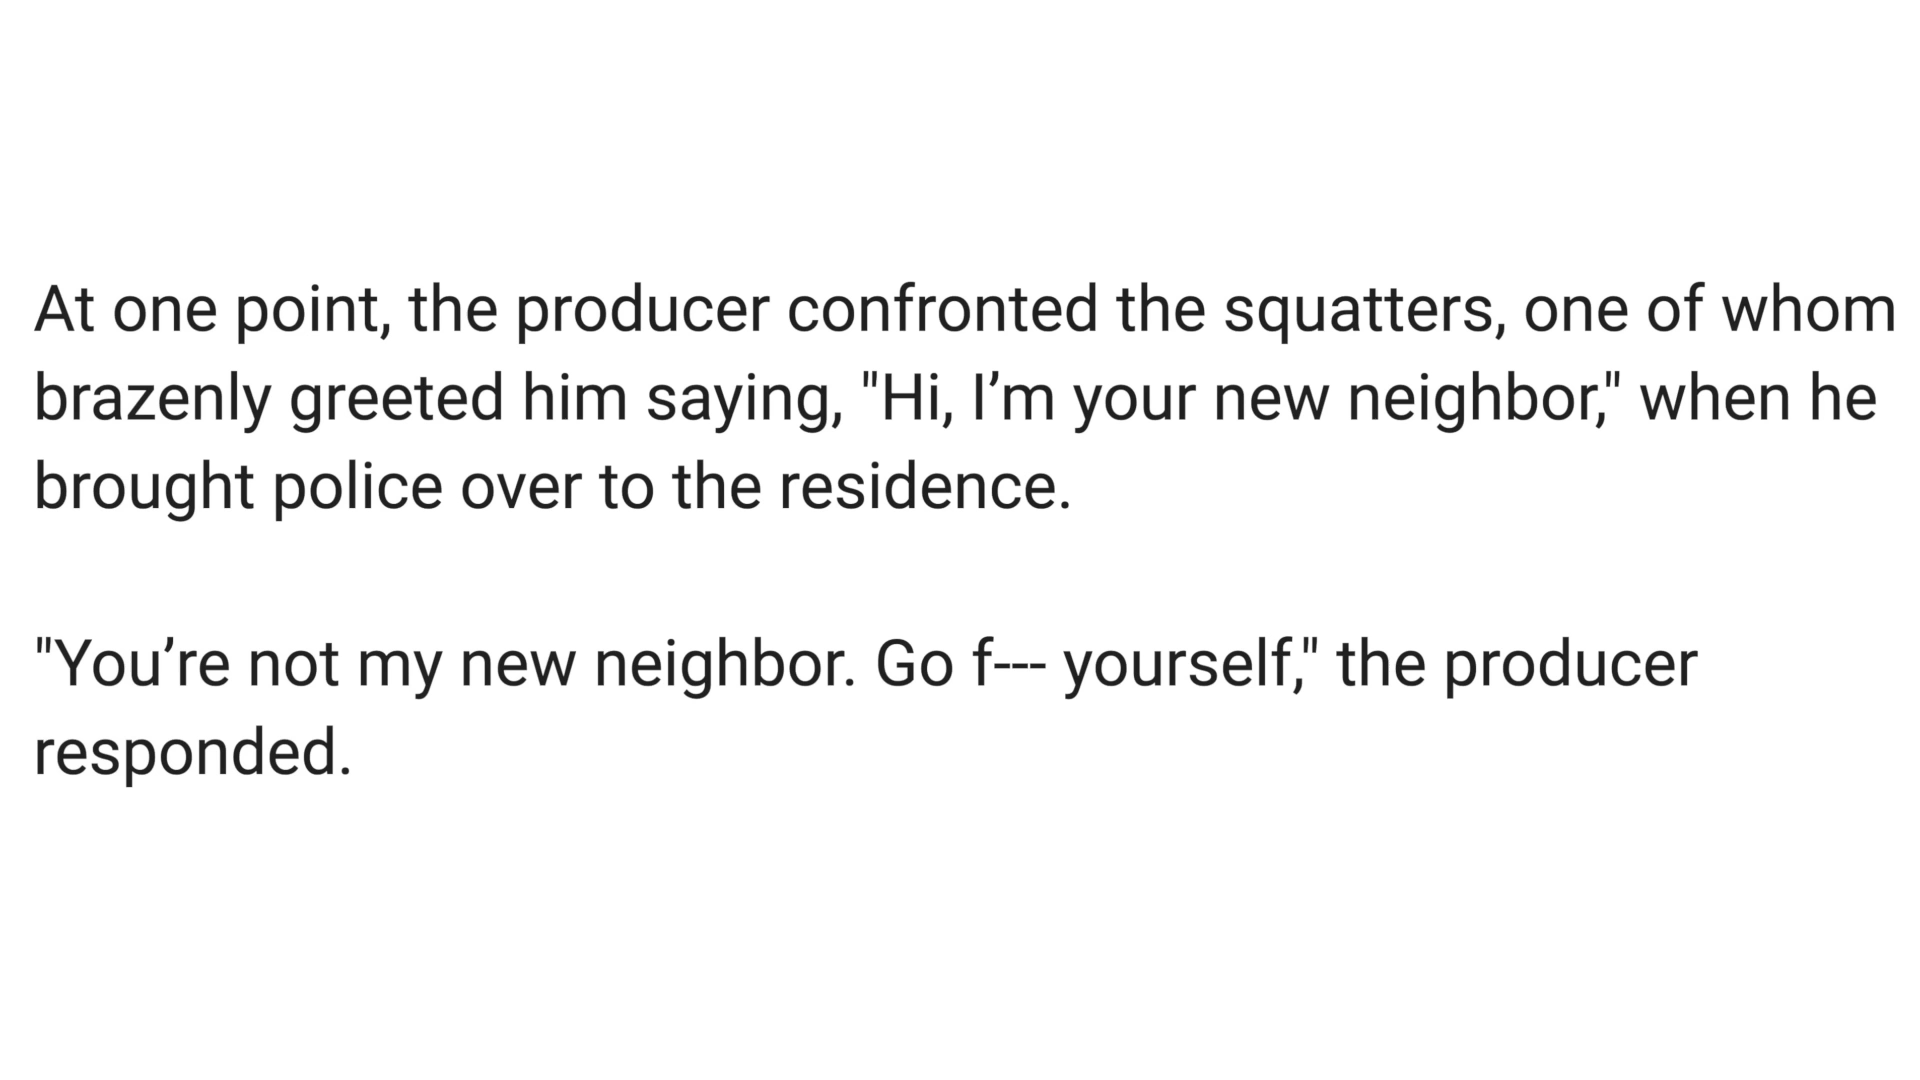 At one point, the producer confronted the squatters, one of whom
brazenly greeted him saying, "Hi, I’m your new neighbor," when he
brought police over to the residence.
"You’re not my new neighbor. Go f--- yourself," the producer
responded.